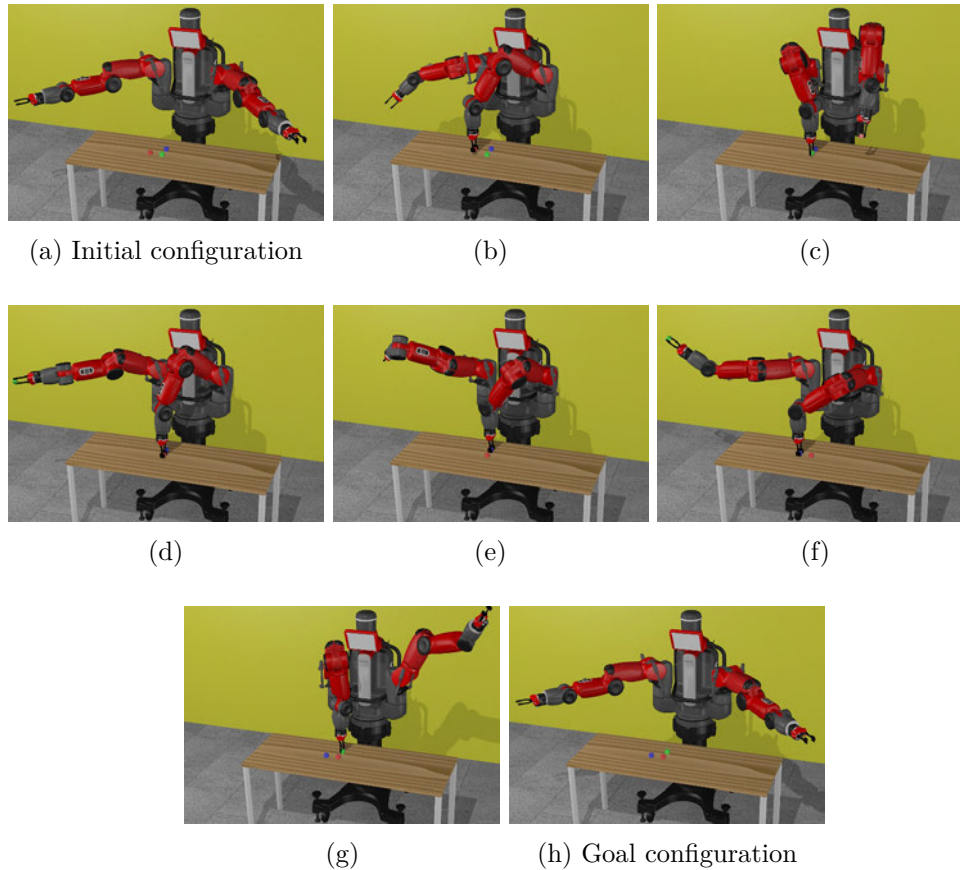 (a) Initial configuration
(b)
(c)
(d)
(e)
(f)
(g)
(h) Goal configuration